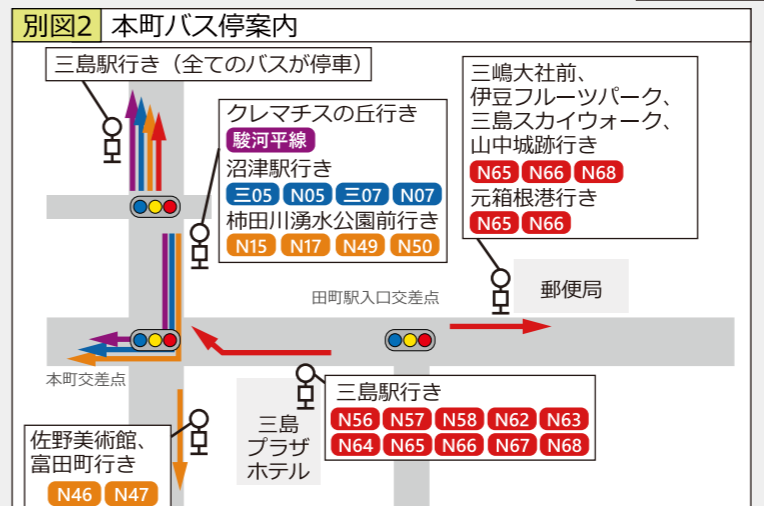 別図2 本町バス停案内
三島駅行き（全てのバスが停車）
クレマチスの丘行き
駿河平線
沼津駅行き
三05 N05 三07 N07
柿田川湧水公園前行き
N15 N17 N49 N50
三嶋大社前、
伊豆フルーツパーク、
三島スカイウォーク、
山中城跡行き
N65 N66 N68
元箱根港行き
N65 N66
郵便局
田町駅入口交差点
本町交差点
三島
プラザ
ホテル
三島駅行き
N56 N57 N58 N62 N63
N64 N65 N66 N67 N68
佐野美術館、
富田町行き
N46 N47